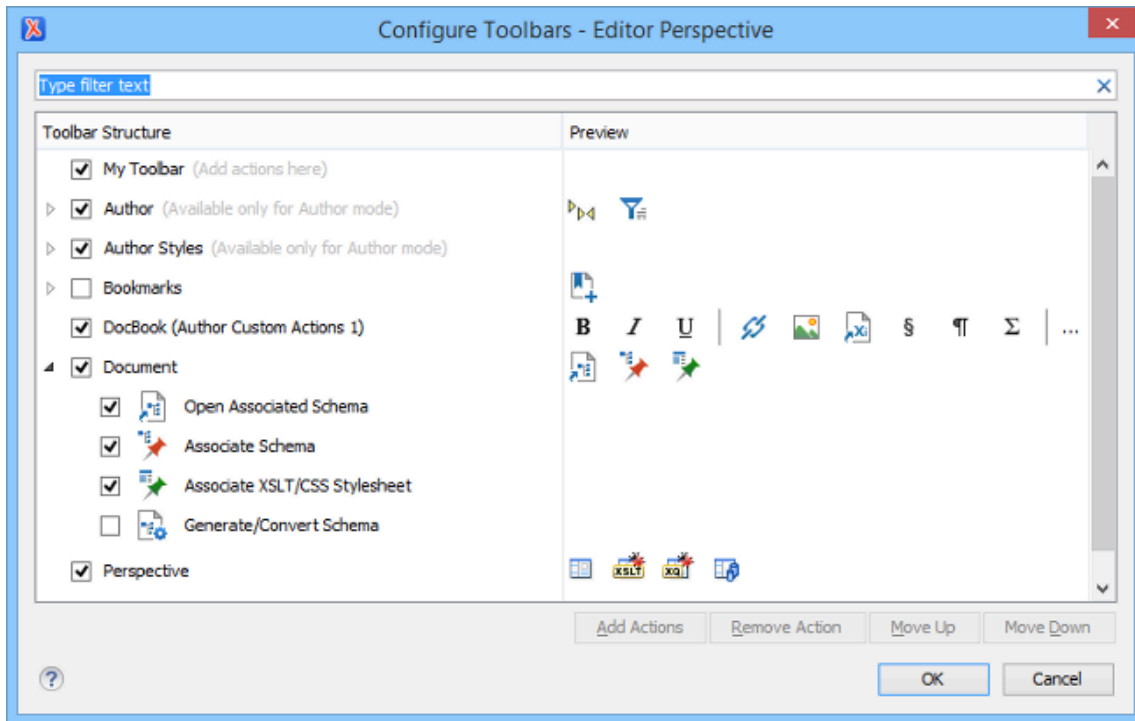 Configure Toolbars - Editor Perspective
Type filter text
Toolbar Structure Preview
My Toolbar (Add actions here)
Author (Available only for Author mode)
Author Styles (Available only for Author mode)
Bookmarks
DocBook (Author Custom Actions 1) B I U § ¶ Σ ...
Document
Open Associated Schema
Associate Schema
Associate XSLT/CSS Stylesheet
Generate/Convert Schema
Perspective XSLT XQ
Add Actions Remove Action Move Up Move Down
? OK Cancel